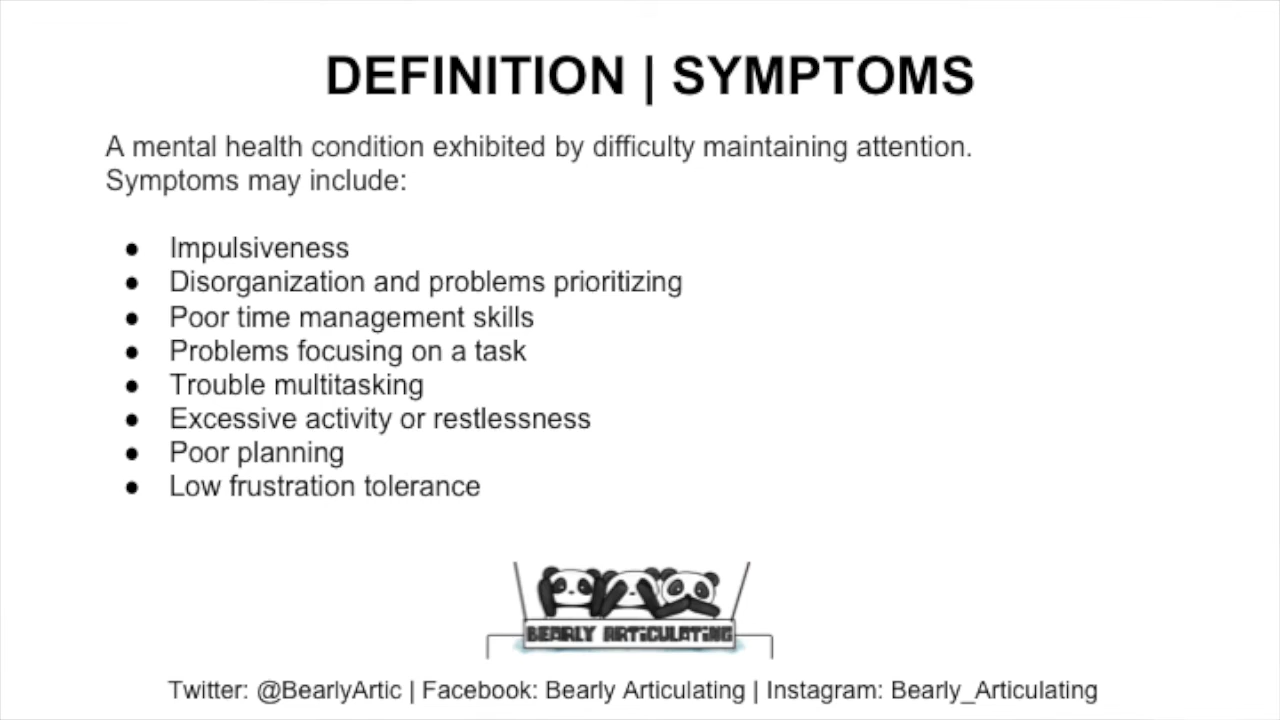 DEFINITION | SYMPTOMS
A mental health condition exhibited by difficulty maintaining attention.
Symptoms may include:
● Impulsiveness
● Disorganization and problems prioritizing
● Poor time management skills
● Problems focusing on a task
● Trouble multitasking
● Excessive activity or restlessness
● Poor planning
● Low frustration tolerance
BEARLY ARTiCULATiNG
Twitter: @BearlyArtic | Facebook: Bearly Articulating | Instagram: Bearly_Articulating